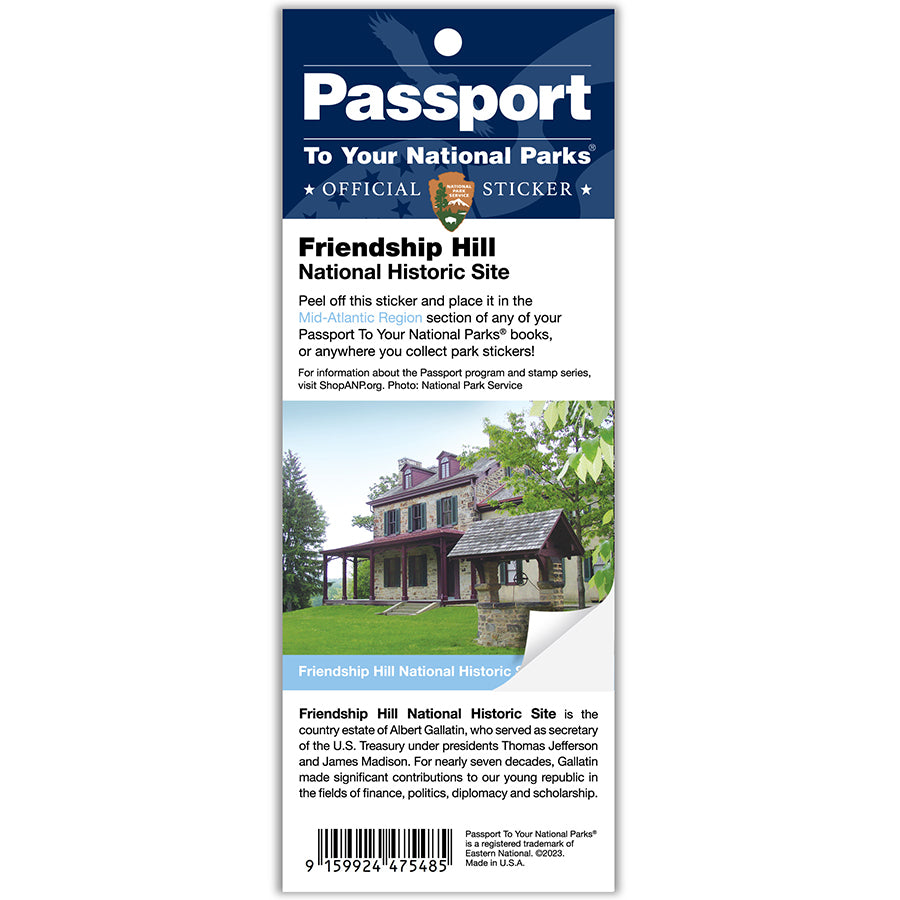 Passport
To Your National Parks®
★ OFFICIAL STICKER ★
NATIONAL
PARK
SERVICE
Friendship Hill
National Historic Site
Peel off this sticker and place it in the
Mid-Atlantic Region section of any of your
Passport To Your National Parks® books,
or anywhere you collect park stickers!
For information about the Passport program and stamp series,
visit ShopANP.org. Photo: National Park Service
Friendship Hill National Historic S
Friendship Hill National Historic Site is the
country estate of Albert Gallatin, who served as secretary
of the U.S. Treasury under presidents Thomas Jefferson
and James Madison. For nearly seven decades, Gallatin
made significant contributions to our young republic in
the fields of finance, politics, diplomacy and scholarship.
9 159924 475485
Passport To Your National Parks®
is a registered trademark of
Eastern National. ©2023.
Made in U.S.A.